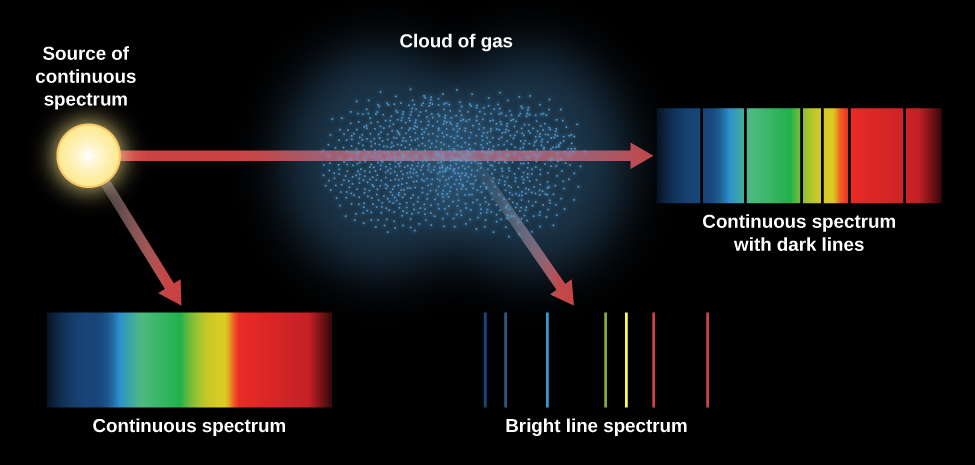 Source of
continuous
spectrum
Cloud of gas
Continuous spectrum
with dark lines
Continuous spectrum
Bright line spectrum